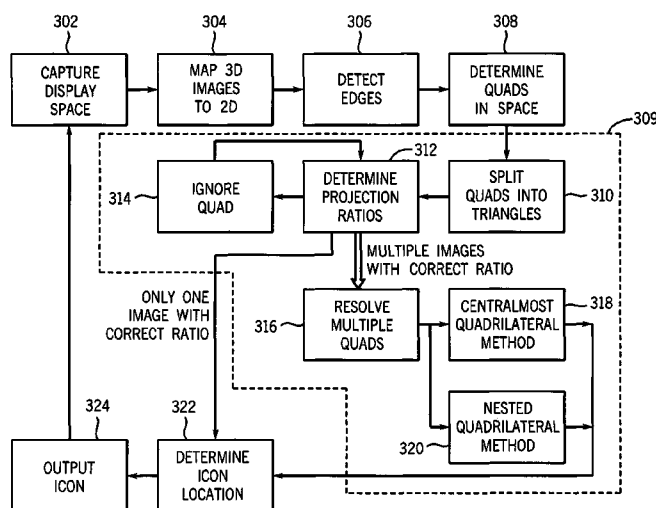 302
304
306
308
CAPTURE
DISPLAY
SPACE
MAP 3D
IMAGES
TO 2D
DETECT
EDGES
DETERMINE
QUADS
IN SPACE
309
314
IGNORE
QUAD
312
DETERMINE
PROJECTION
RATIOS
SPLIT
QUADS INTO
TRIANGLES
310
MULTIPLE IMAGES
WITH CORRECT RATIO
ONLY ONE
IMAGE WITH
CORRECT RATIO
316
RESOLVE
MULTIPLE
QUADS
CENTRALMOST
QUADRILATERAL
METHOD
318
NESTED
QUADRILATERAL
METHOD
320
324
OUTPUT
ICON
322
DETERMINE
ICON
LOCATION